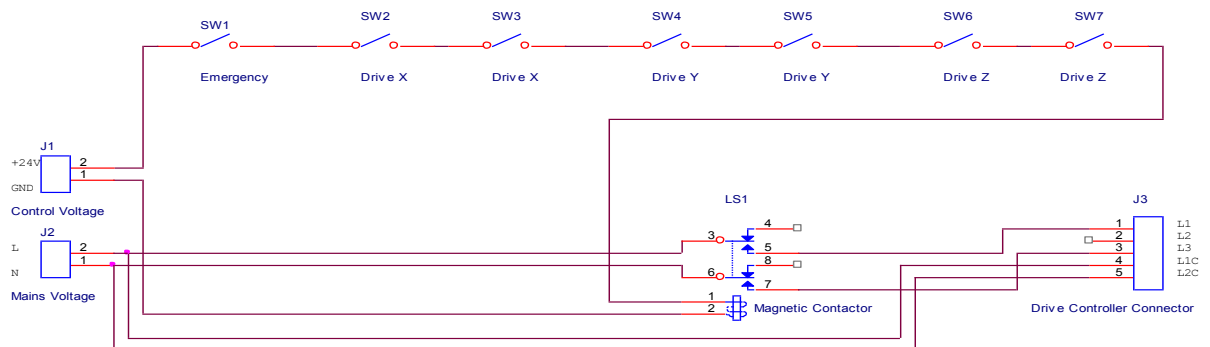 SW1 SW2 SW3 SW4 SW5 SW6 SW7
Emergency Drive X Drive X Drive Y Drive Y Drive Z Drive Z
J1
+24V 2
1
GND
Control Voltage
J2
L 2
N 1
Mains Voltage
LS1
3 4
5
6 8
7
1
2
Magnetic Contactor
J3
1 L1
2 L2
3 L3
4 L1C
5 L2C
Drive Controller Connector